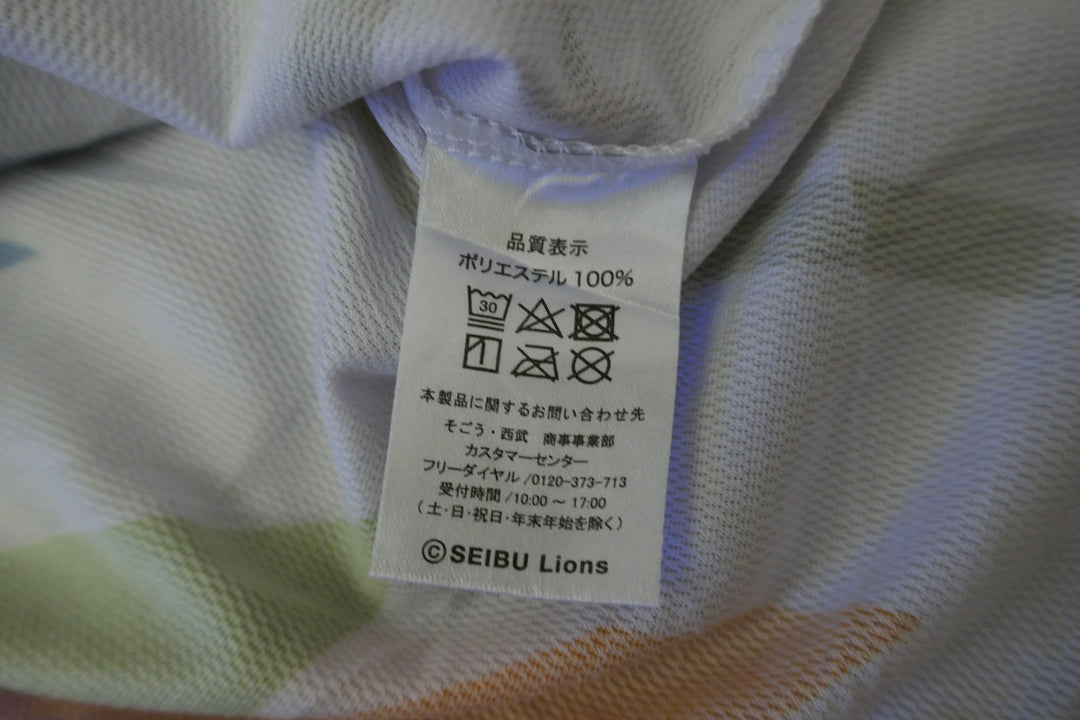 品質表示
ポリエステル 100%
30
本製品に関するお問い合わせ先
そごう・西武 商事事業部
カスタマーセンター
フリーダイヤル /0120-373-713
受付時間 /10:00 ～ 17:00
(土・日・祝日・年末年始を除く)
©SEIBU Lions